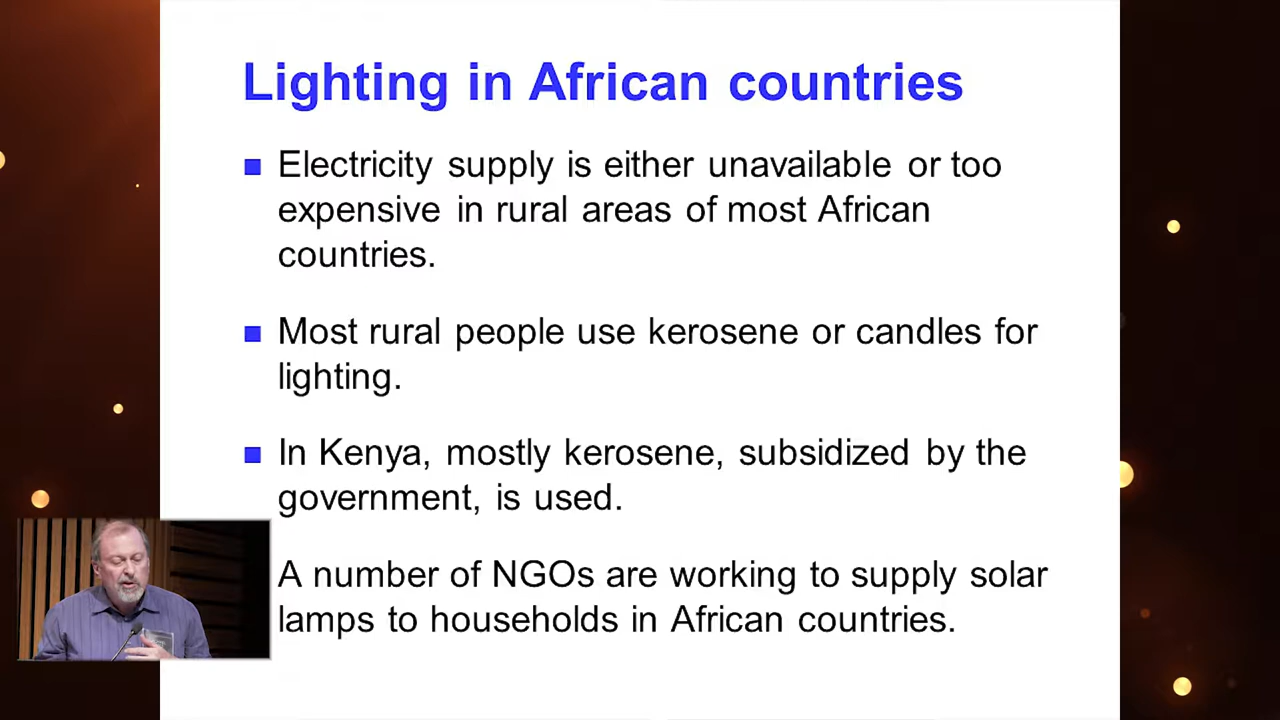 Lighting in African countries
Electricity supply is either unavailable or too
expensive in rural areas of most African
countries.
Most rural people use kerosene or candles for
lighting.
In Kenya, mostly kerosene, subsidized by the
government, is used.
A number of NGOs are working to supply solar
lamps to households in African countries.